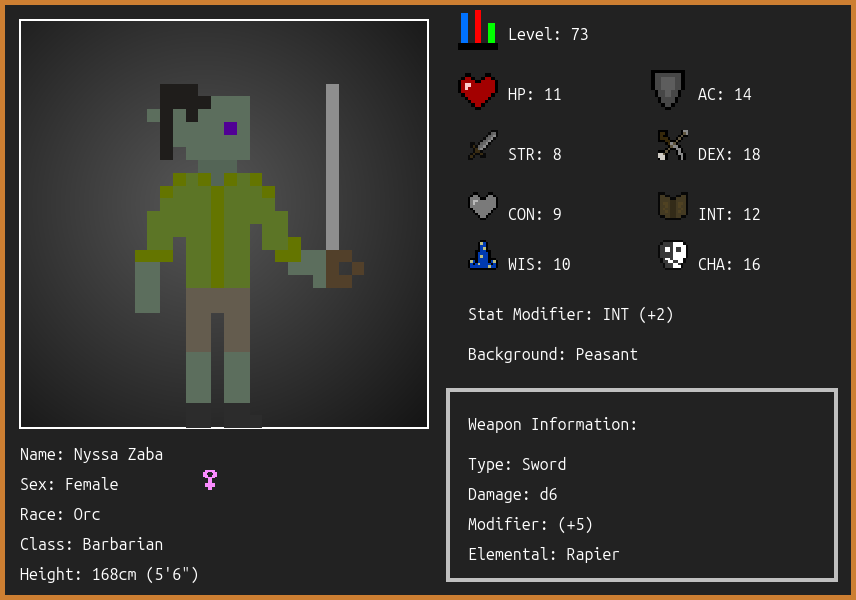 Level: 73
HP: 11
AC: 14
STR: 8
DEX: 18
CON: 9
INT: 12
WIS: 10
CHA: 16
Stat Modifier: INT (+2)
Background: Peasant
Weapon Information:
Type: Sword
Damage: d6
Modifier: (+5)
Elemental: Rapier
Name: Nyssa Zaba
Sex: Female
Race: Orc
Class: Barbarian
Height: 168cm (5'6")